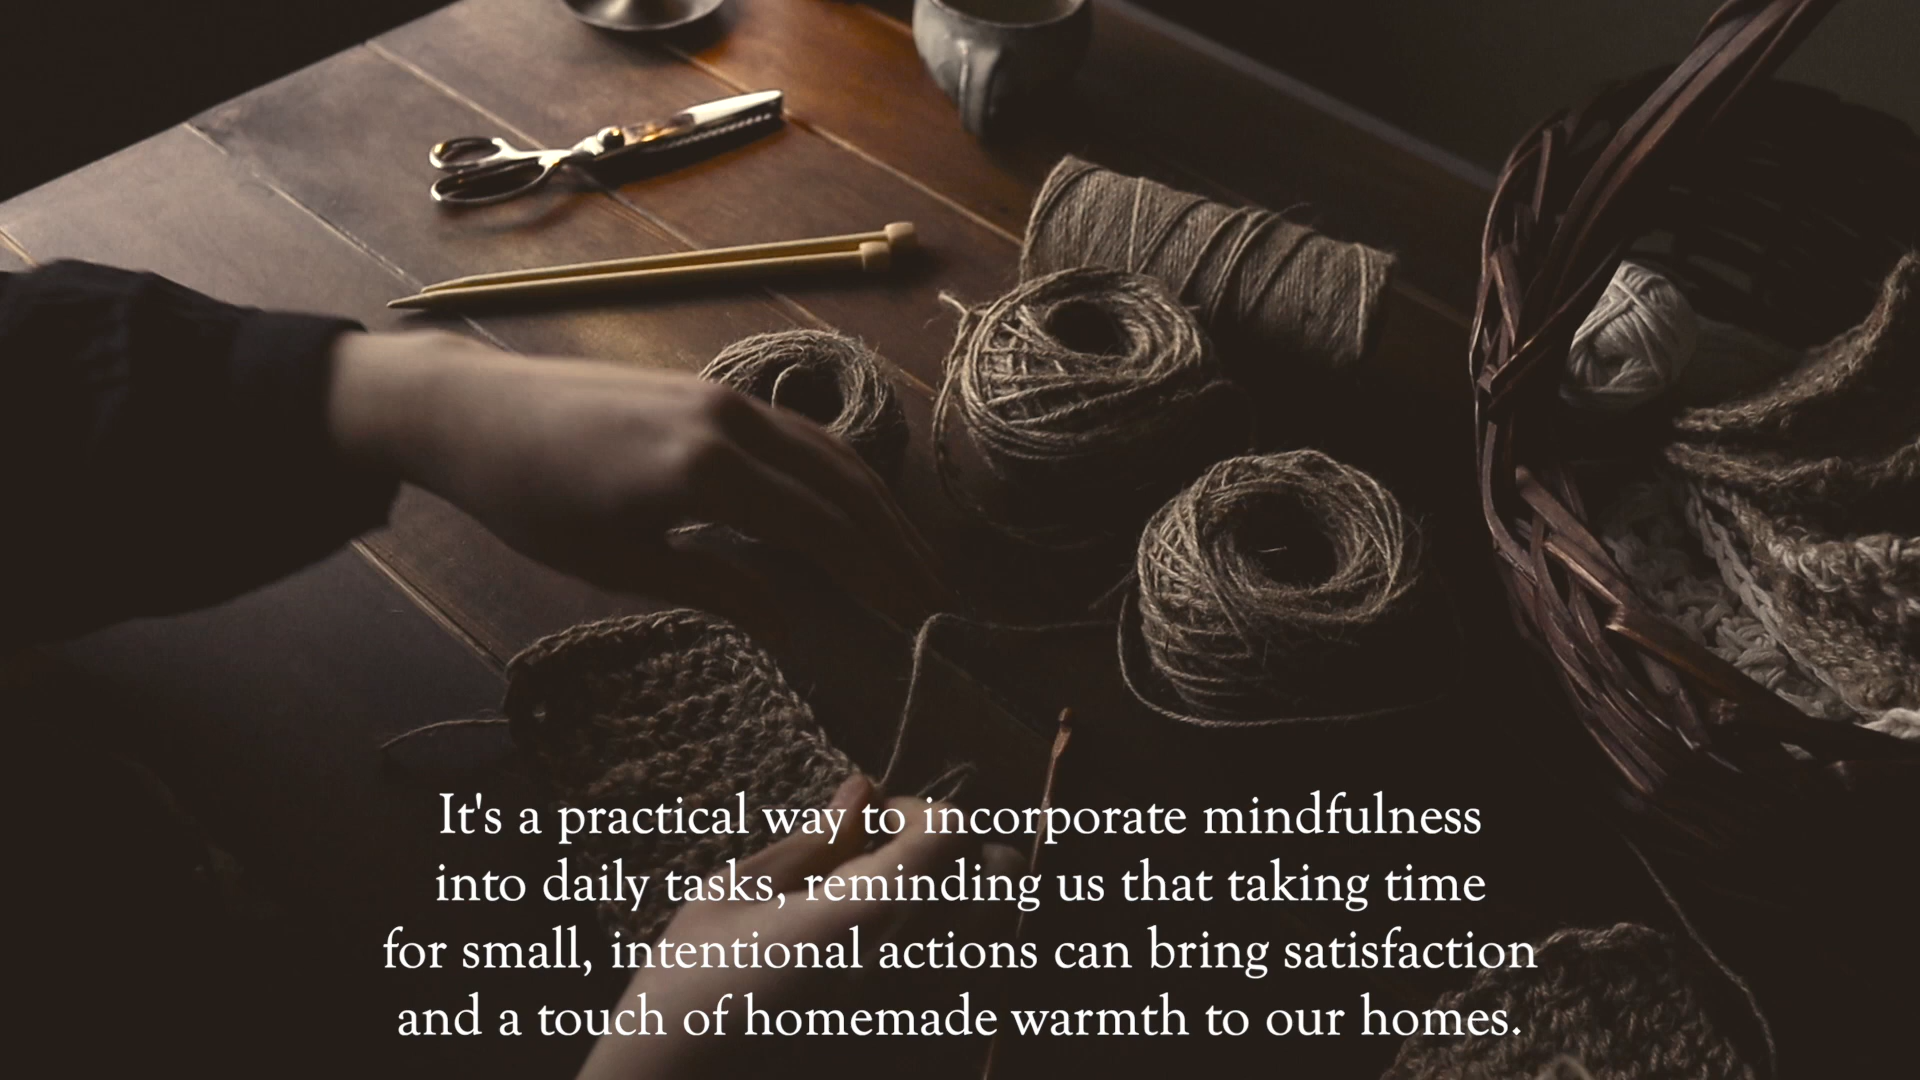 It's a practical way to incorporate mindfulness
into daily tasks, reminding us that taking time
for small, intentional actions can bring satisfaction
and a touch of homemade warmth to our homes.